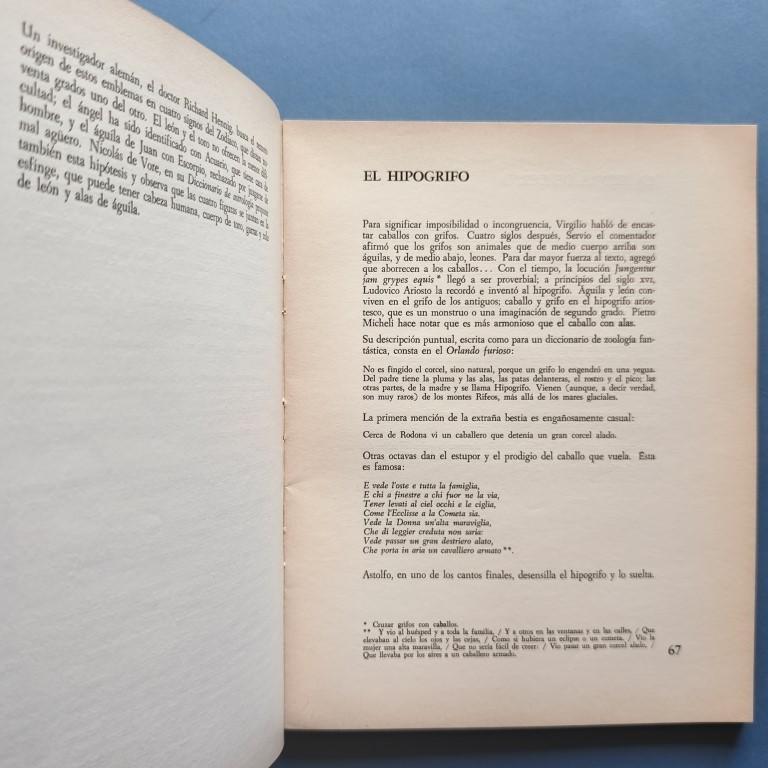 Un investigador alemán, el doctor Richard Hennig, busca el remoto
origen de estos emblemas en cuatro signos del Zodíaco, que distan no-
venta grados uno del otro. El león y el toro no ofrecen la menor difi-
cultad; el ángel ha sido identificado con Acuario, que tiene cara de
hombre, y el águila de Juan con Escorpio, rechazado por juzgarse de
mal agüero. Nicolás de Vore, en su Diccionario de astrología propone
también esta hipótesis y observa que las cuatro figuras se juntan en la
esfinge, que puede tener cabeza humana, cuerpo de toro, garras y cola
de león y alas de águila.
EL HIPOGRIFO
Para significar imposibilidad o incongruencia, Virgilio habló de encas-
tar caballos con grifos. Cuatro siglos después, Servio el comentador
afirmó que los grifos son animales que de medio cuerpo arriba son
águilas, y de medio abajo, leones. Para dar mayor fuerza al texto, agregó
que aborrecen a los caballos... Con el tiempo, la locución Jungentur
jam grypes equis * llegó a ser proverbial; a principios del siglo XVI,
Ludovico Ariosto la recordó e inventó al hipogrifo. Águila y león con-
viven en el grifo de los antiguos; caballo y grifo en el hipogrifo arios-
tesco, que es un monstruo o una imaginación de segundo grado. Pietro
Micheli hace notar que es más armonioso que el caballo con alas.
Su descripción puntual, escrita como para un diccionario de zoología fan-
tástica, consta en el Orlando furioso:
No es fingido el corcel, sino natural, porque un grifo lo engendró en una yegua.
Del padre tiene la pluma y las alas, las patas delanteras, el rostro y el pico; las
otras partes, de la madre y se llama Hipogrifo. Vienen (aunque, a decir verdad,
son muy raros) de los montes Rifeos, más allá de los mares glaciales.
La primera mención de la extraña bestia es engañosamente casual:
Cerca de Rodona vi un caballero que detenía un gran corcel alado.
Otras octavas dan el estupor y el prodigio del caballo que vuela. Ésta
es famosa:
E vede l'oste e tutta la famiglia,
E chi a finestre a chi fuor ne la via,
Tener levati al ciel occhi e le ciglia,
Come l'Ecclisse a la Cometa sia.
Vede la Donna un'alta maraviglia,
Che di leggier creduta non saria:
Vede passar un gran destriero alato,
Che porta in aria un cavalliero armato **.
Astolfo, en uno de los cantos finales, desensilla el hipogrifo y lo suelta.
* Cruzar grifos con caballos.
** Y vio al huésped y a toda la familia, / Y a otros en las ventanas y en las calles, / Que
elevaban al cielo los ojos y las cejas, / Como si hubiera un eclipse o un cometa. / Vio la
mujer una alta maravilla, / Que no sería fácil de creer: / Vio pasar un gran corcel alado, /
Que llevaba por los aires a un caballero armado.
67